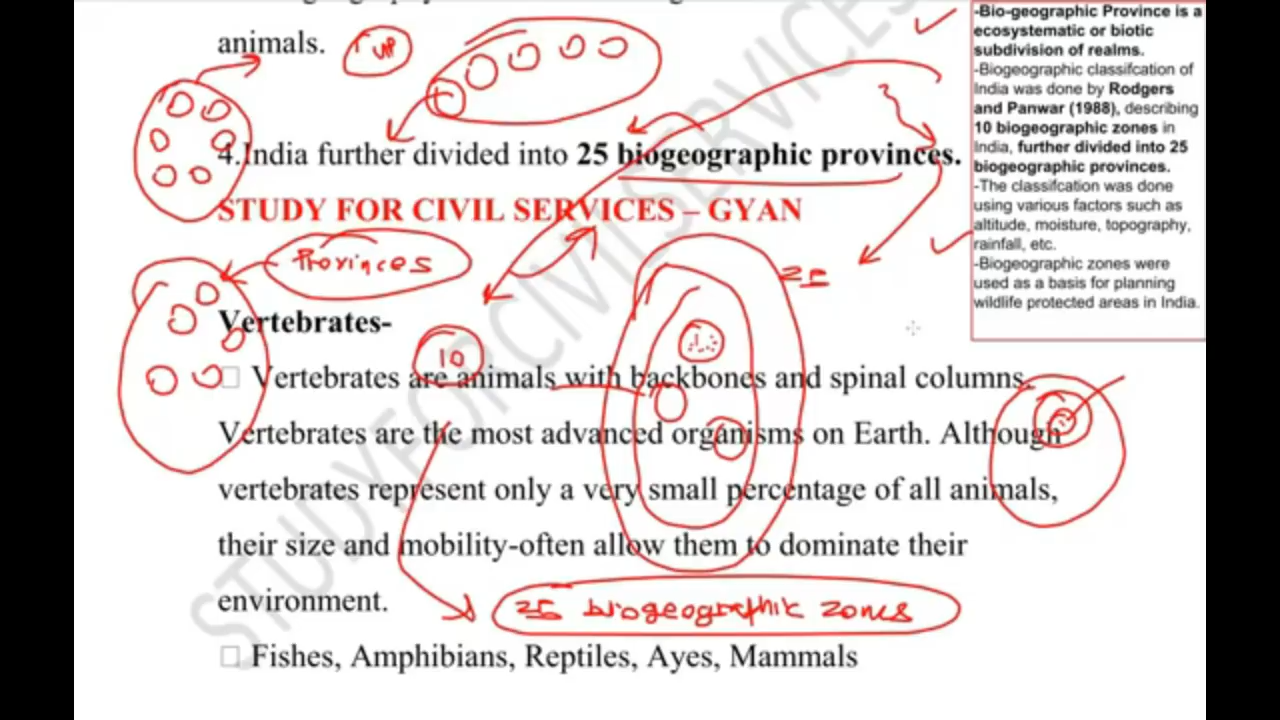 animals.
UP
4.India further divided into 25 biogeographic provinces.
STUDY FOR CIVIL SERVICES – GYAN
Provinces
25
Vertebrates-
10
Vertebrates are animals with backbones and spinal columns.
Vertebrates are the most advanced organisms on Earth. Although
vertebrates represent only a very small percentage of all animals,
their size and mobility-often allow them to dominate their
environment.
25 biogeographic zones
Fishes, Amphibians, Reptiles, Ayes, Mammals
-Bio-geographic Province is a
ecosystematic or biotic
subdivision of realms.
-Biogeographic classifcation of
India was done by Rodgers
and Panwar (1988), describing
10 biogeographic zones in
India, further divided into 25
biogeographic provinces.
-The classifcation was done
using various factors such as
altitude, moisture, topography,
rainfall, etc.
-Biogeographic zones were
used as a basis for planning
wildlife protected areas in India.
STUDYFORCIVILSERVICES